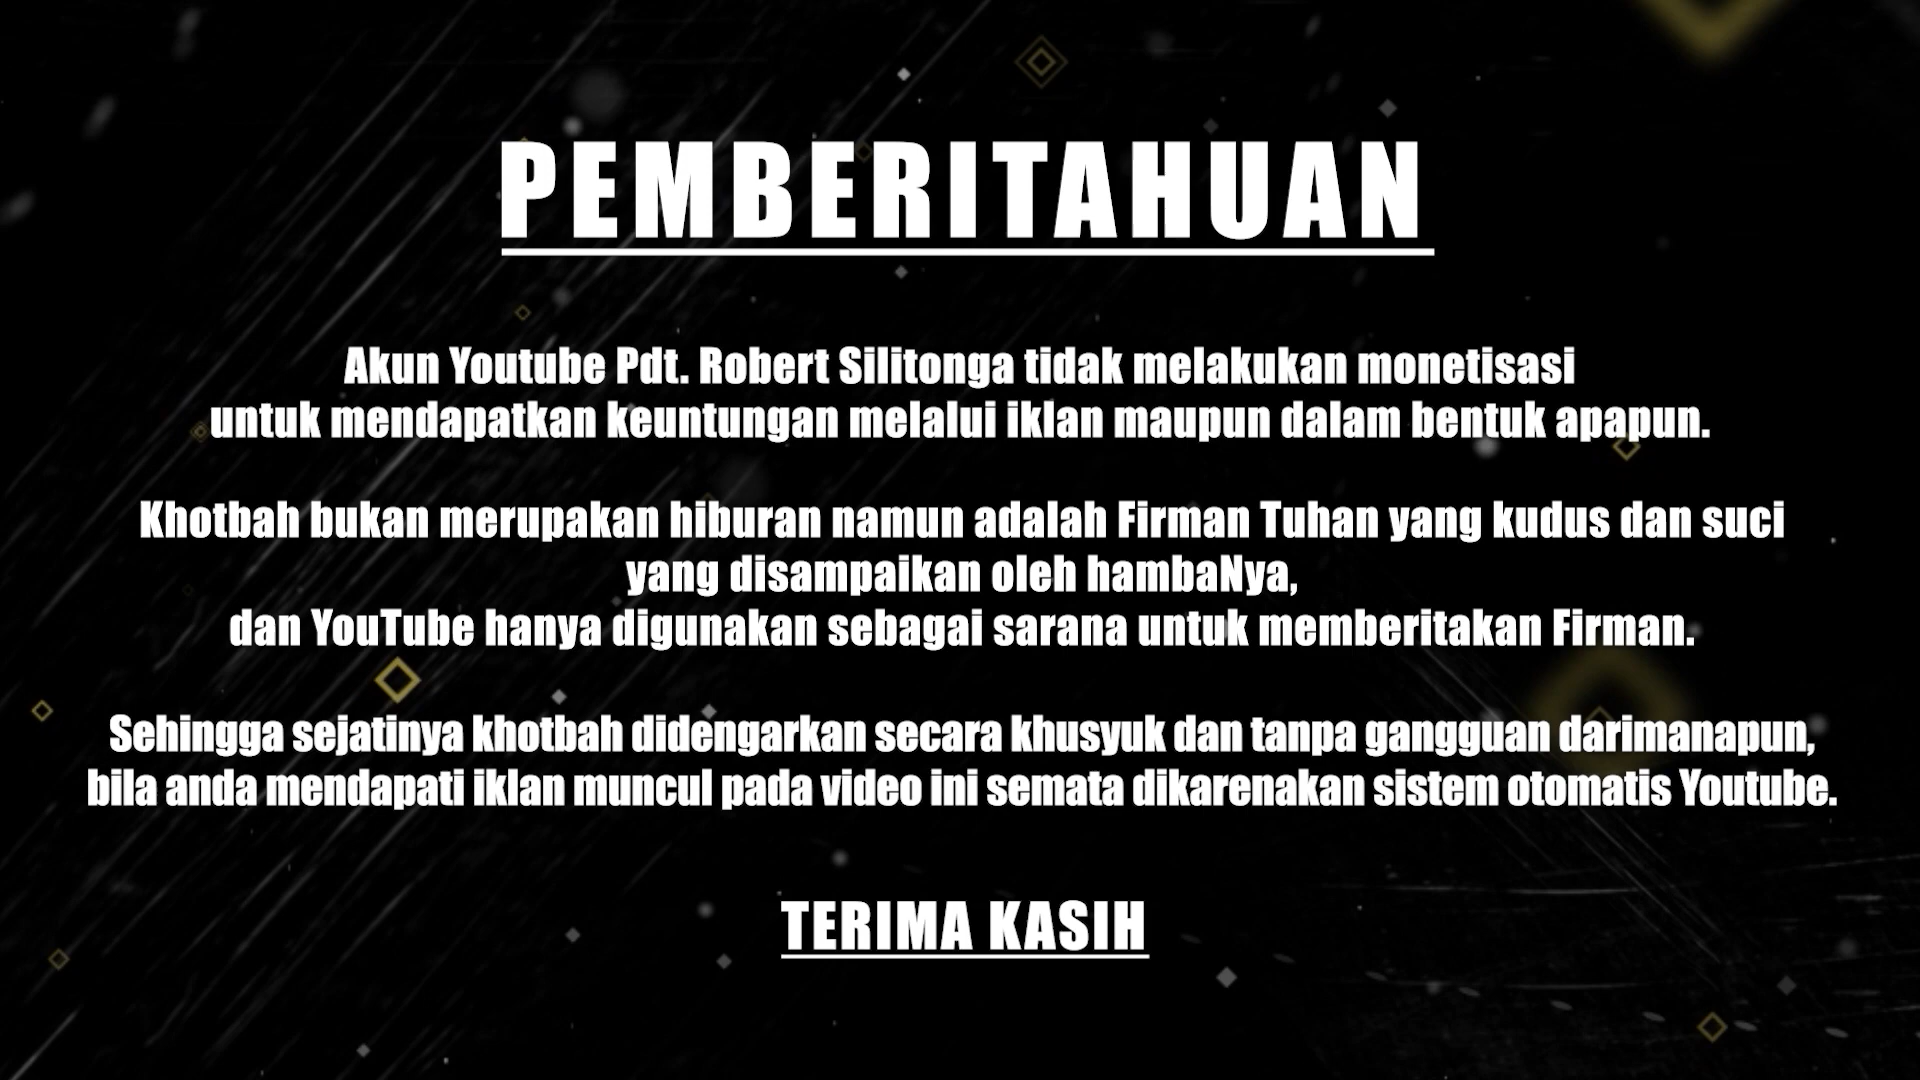 PEMBERITAHUAN
Akun Youtube Pdt. Robert Silitonga tidak melakukan monetisasi
untuk mendapatkan keuntungan melalui iklan maupun dalam bentuk apapun.
Khotbah bukan merupakan hiburan namun adalah Firman Tuhan yang kudus dan suci
yang disampaikan oleh hambaNya,
dan YouTube hanya digunakan sebagai sarana untuk memberitakan Firman.
Sehingga sejatinya khotbah didengarkan secara khusyuk dan tanpa gangguan darimanapun,
bila anda mendapati iklan muncul pada video ini semata dikarenakan sistem otomatis Youtube.
TERIMA KASIH